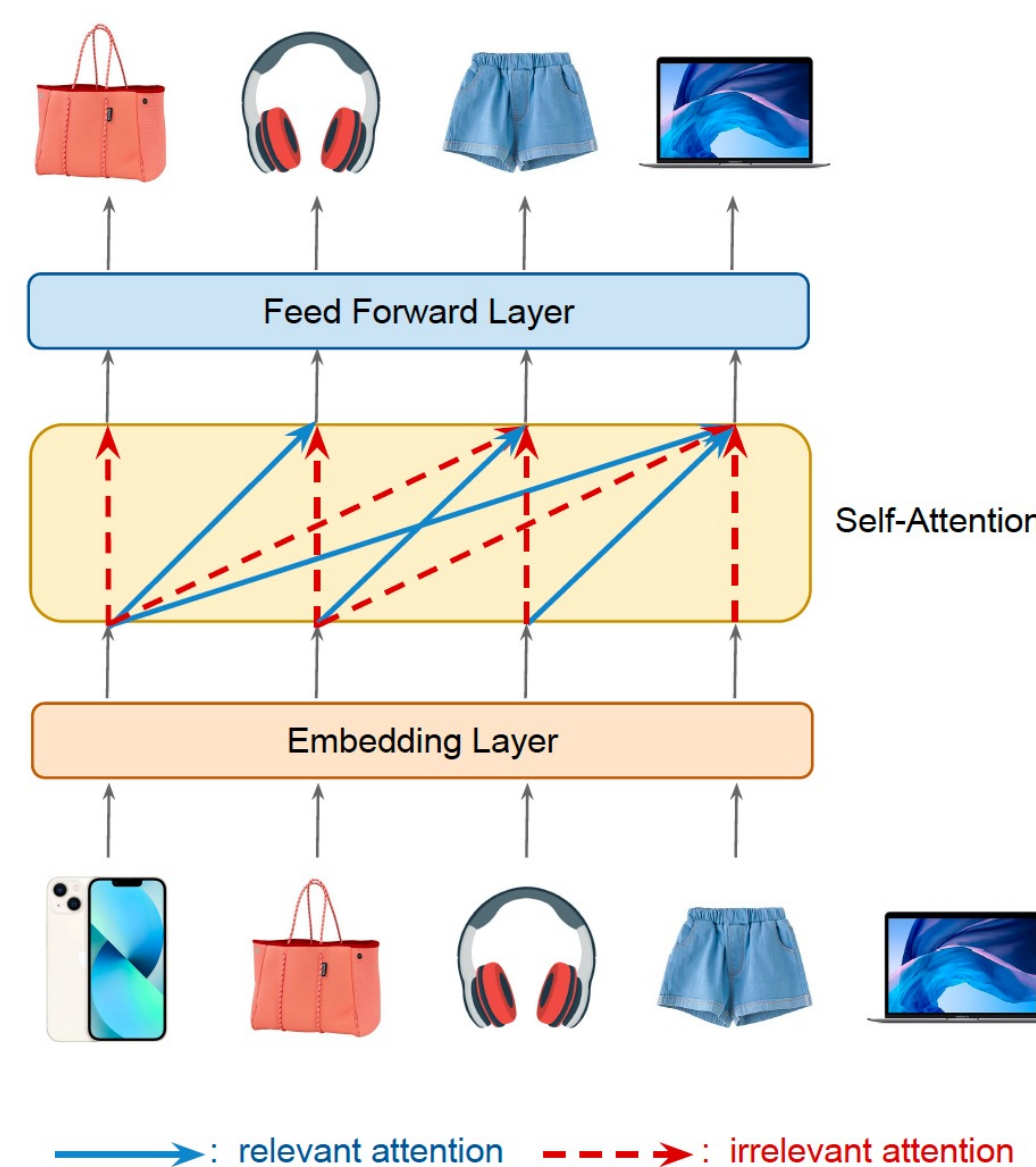 Feed Forward Layer
Self-Attention
Embedding Layer
: relevant attention
: irrelevant attention